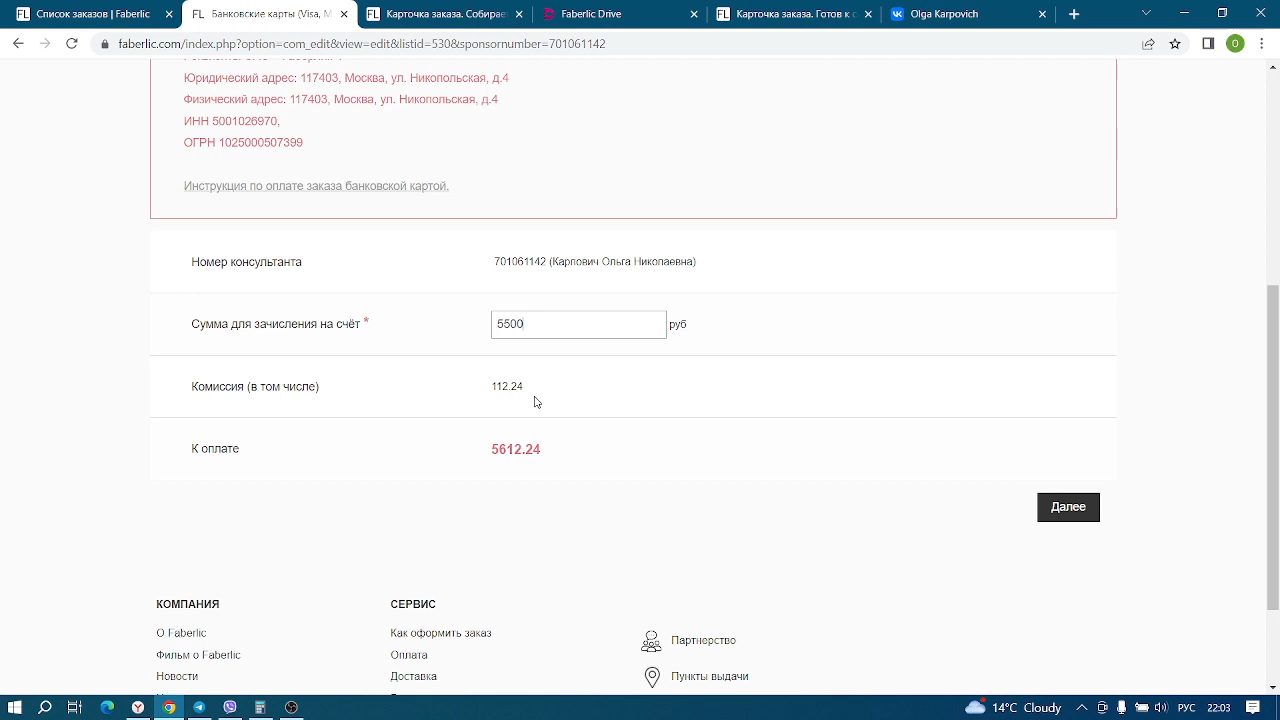 Список заказов | Faberlic
Банковские карты (Visa, M
Карточка заказа. Собирае
Faberlic Drive
Карточка заказа. Готов к о
Olga Karpovich
faberlic.com/index.php?option=com_edit&view=edit&listid=530&sponsornumber=701061142
О
Юридический адрес: 117403, Москва, ул. Никопольская, д.4
Физический адрес: 117403, Москва, ул. Никопольская, д.4
ИНН 5001026970,
ОГРН 1025000507399
Инструкция по оплате заказа банковской картой.
Номер консультанта
701061142 (Карпович Ольга Николаевна)
Сумма для зачисления на счёт *
5500
руб
Комиссия (в том числе)
112.24
К оплате
5612.24
Далее
КОМПАНИЯ
СЕРВИС
О Faberlic
Как оформить заказ
Партнерство
Фильм о Faberlic
Оплата
Новости
Доставка
Пункты выдачи
14°C Cloudy
РУС
22:03